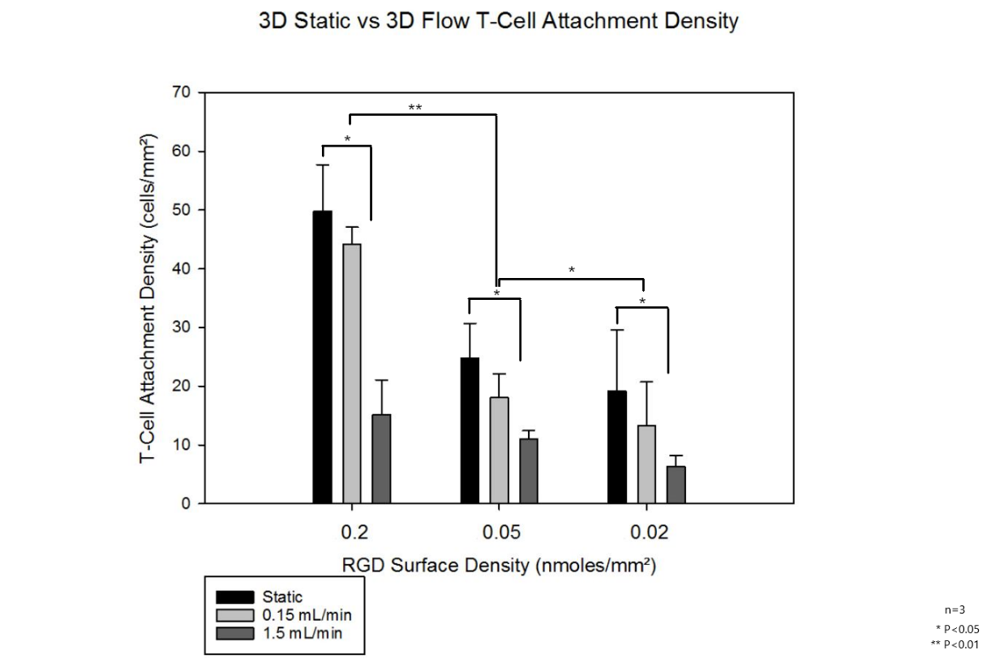 3D Static vs 3D Flow T-Cell Attachment Density
70
60
50
40
30
20
10
0
T-Cell Attachment Density (cells/mm²)
**
*
*
*
*
0.2
0.05
0.02
RGD Surface Density (nmoles/mm²)
Static
0.15 mL/min
1.5 mL/min
n=3
* P<0.05
** P<0.01